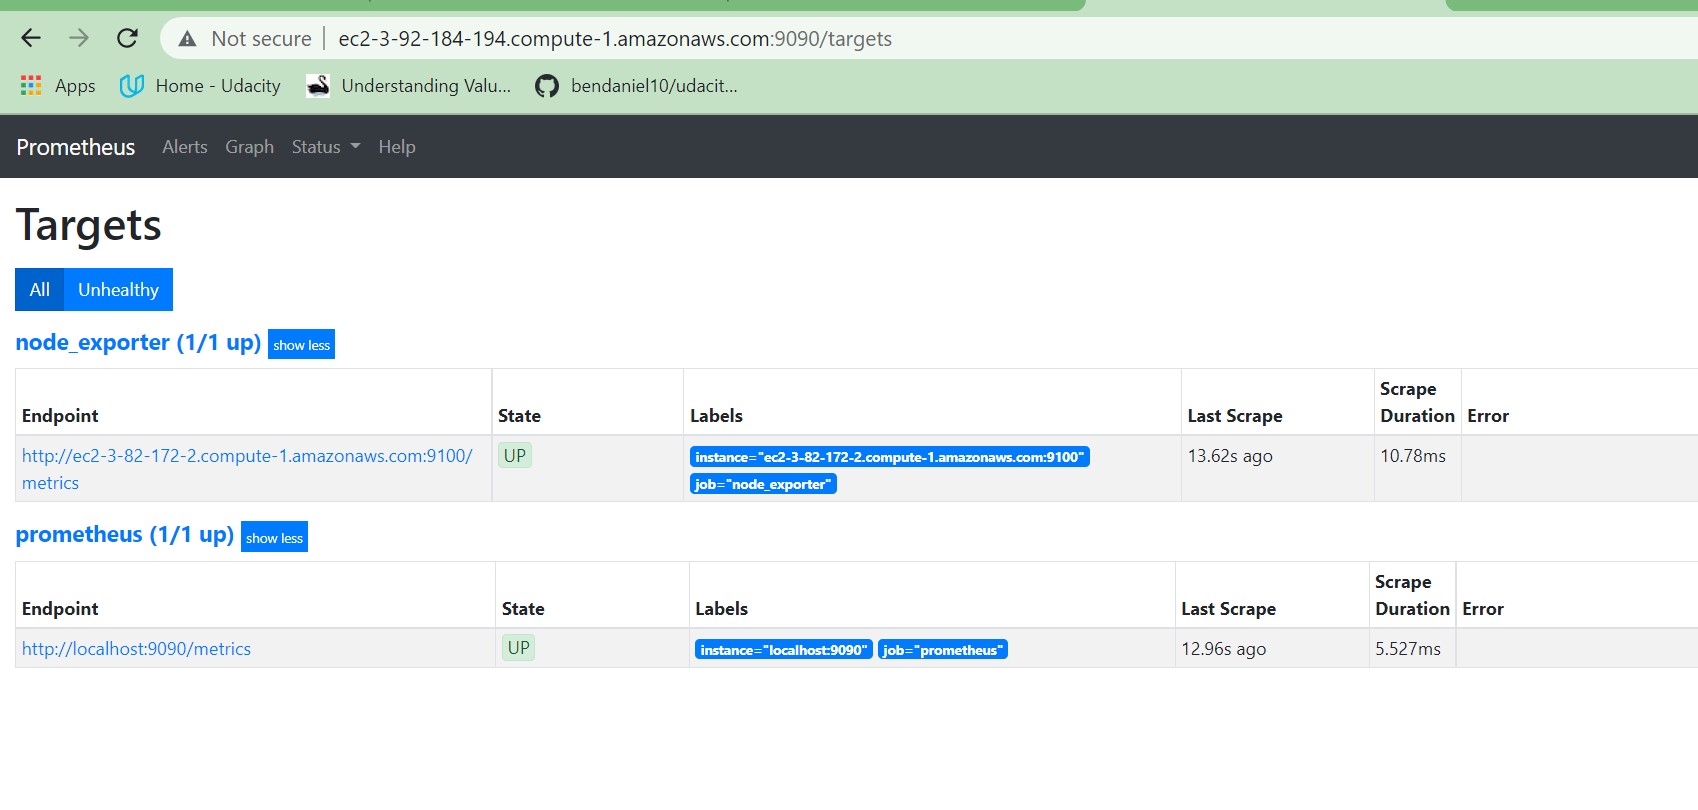 Not secure | ec2-3-92-184-194.compute-1.amazonaws.com:9090/targets
Apps Home - Udacity Understanding Valu... bendaniel10/udacit...
Prometheus Alerts Graph Status Help
Targets
All Unhealthy
node_exporter (1/1 up) show less
Endpoint State Labels Last Scrape Scrape Duration Error
http://ec2-3-82-172-2.compute-1.amazonaws.com:9100/ UP instance="ec2-3-82-172-2.compute-1.amazonaws.com:9100" 13.62s ago 10.78ms
metrics job="node_exporter"
prometheus (1/1 up) show less
Endpoint State Labels Last Scrape Scrape Duration Error
http://localhost:9090/metrics UP instance="localhost:9090" job="prometheus" 12.96s ago 5.527ms